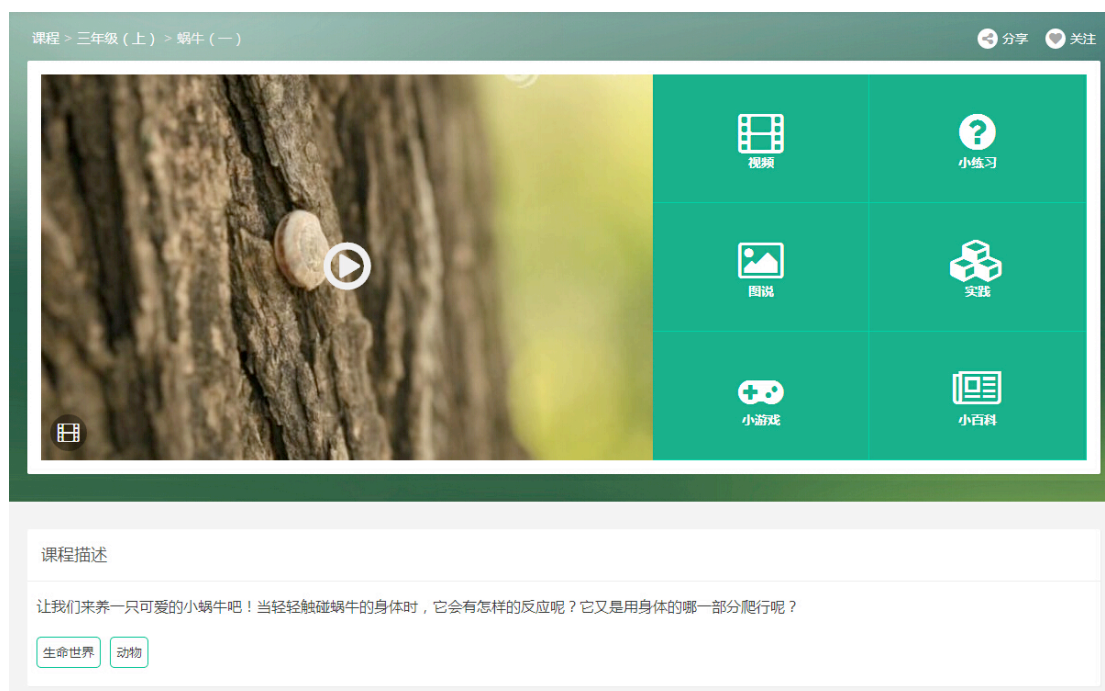 课程 > 三年级 ( 上 ) > 蜗牛 ( 一 )
分享 关注
视频 小练习
图说 实践
小游戏 小百科
课程描述
让我们来养一只可爱的小蜗牛吧！当轻轻触碰蜗牛的身体时，它会有怎样的反应呢？它又是用身体的哪一部分爬行呢？
生命世界 动物